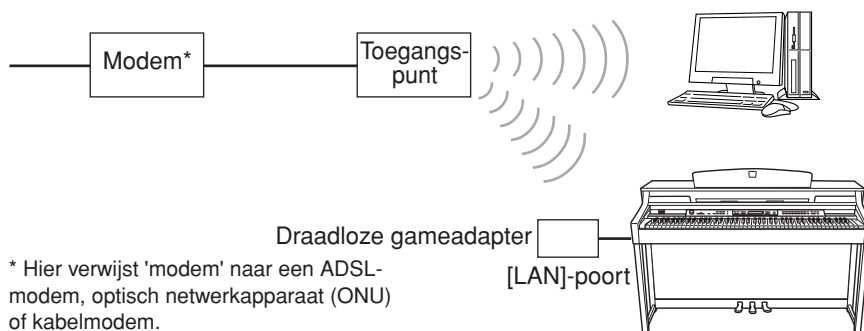 Modem*
Toegangs-
punt
Draadloze gameadapter
[LAN]-poort
* Hier verwijst 'modem' naar een ADSL-
modem, optisch netwerkapparaat (ONU)
of kabelmodem.